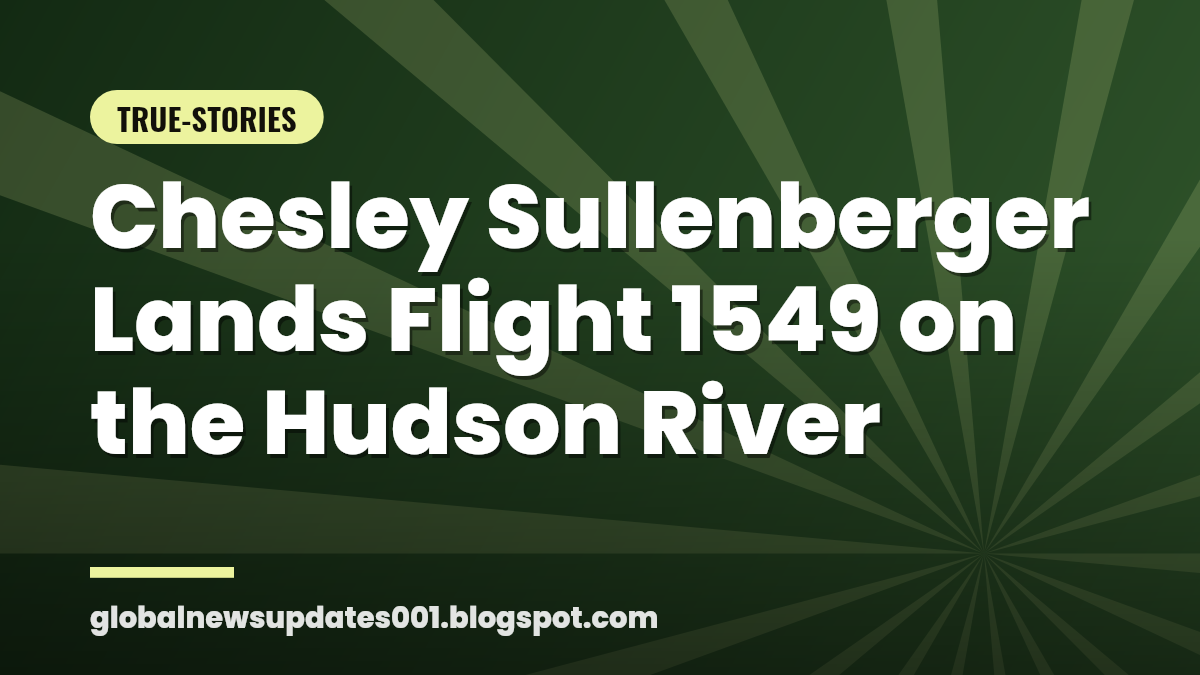 TRUE-STORIES
Chesley Sullenberger
Lands Flight 1549 on
the Hudson River
globalnewsupdates001.blogspot.com